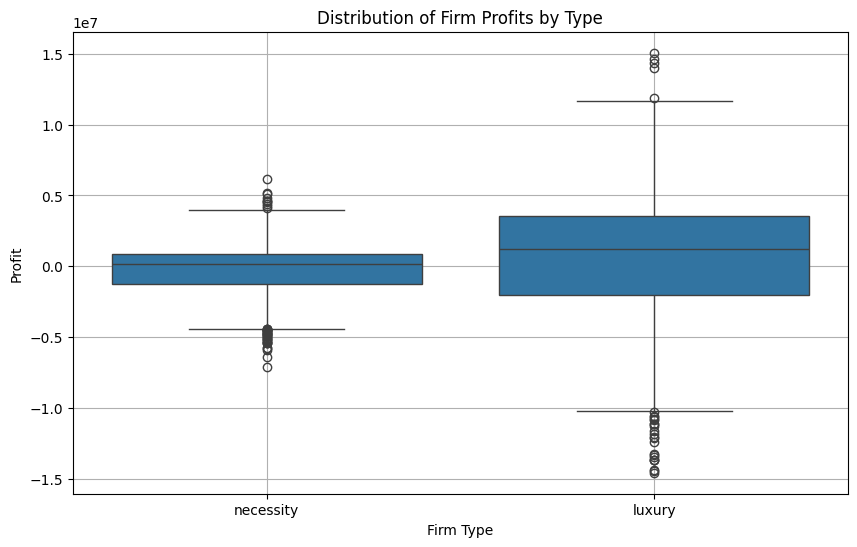 Distribution of Firm Profits by Type
1e7
1.5
1.0
0.5
0.0
−0.5
−1.0
−1.5
Profit
necessity
luxury
Firm Type